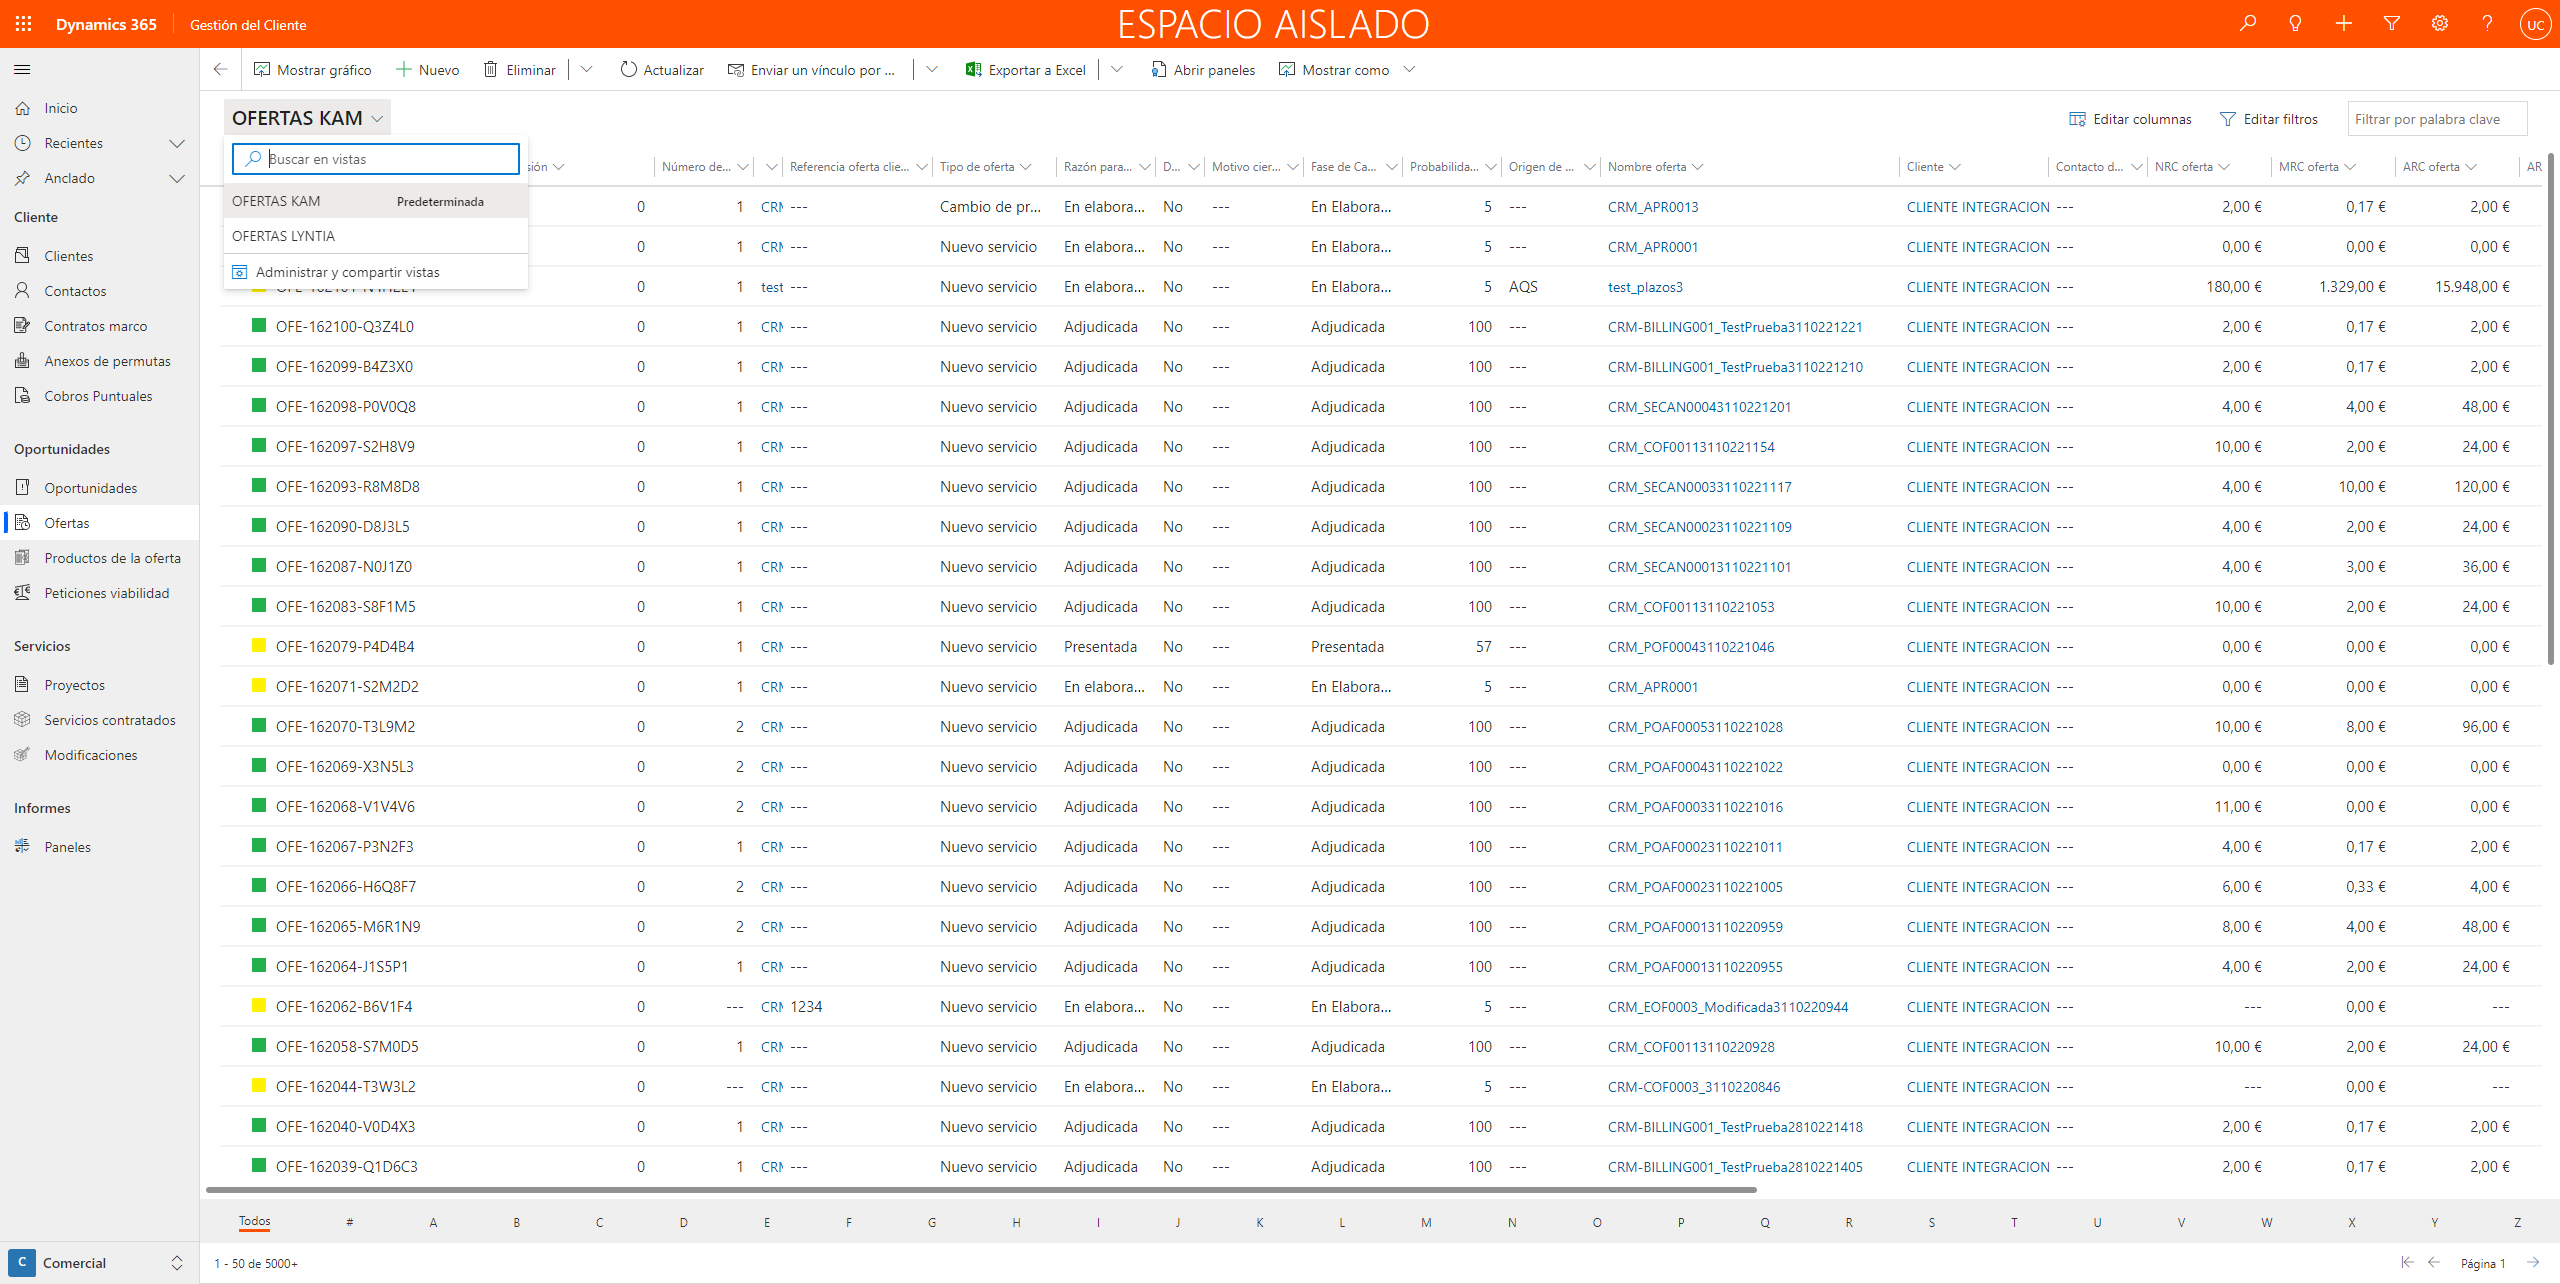 Dynamics 365 Gestión del Cliente ESPACIO AISLADO UC
Mostrar gráfico Nuevo Eliminar Actualizar Enviar un vínculo por ... Exportar a Excel Abrir paneles Mostrar como
Inicio
Recientes
Anclado
Cliente
Clientes
Contactos
Contratos marco
Anexos de permutas
Cobros Puntuales
Oportunidades
Oportunidades
Ofertas
Productos de la oferta
Peticiones viabilidad
Servicios
Proyectos
Servicios contratados
Modificaciones
Informes
Paneles
C Comercial
OFERTAS KAM Editar columnas Editar filtros Filtrar por palabra clave
Buscar en vistas
OFERTAS KAM Predeterminada
OFERTAS LYNTIA
Administrar y compartir vistas
sión Número de... Referencia oferta clie... Tipo de oferta Razón para... D... Motivo cier... Fase de Ca... Probabilida... Origen de ... Nombre oferta Cliente Contacto d... NRC oferta MRC oferta ARC oferta AR
0 1 CRM --- Cambio de pr... En elabora... No --- En Elabora... 5 --- CRM_APR0013 CLIENTE INTEGRACION --- 2,00 € 0,17 € 2,00 €
0 1 CRM --- Nuevo servicio En elabora... No --- En Elabora... 5 --- CRM_APR0001 CLIENTE INTEGRACION --- 0,00 € 0,00 € 0,00 €
0 1 test --- Nuevo servicio En elabora... No --- En Elabora... 5 AQS test_plazos3 CLIENTE INTEGRACION --- 180,00 € 1.329,00 € 15.948,00 €
OFE-162100-Q3Z4L0 0 1 CRM --- Nuevo servicio Adjudicada No --- Adjudicada 100 --- CRM-BILLING001_TestPrueba3110221221 CLIENTE INTEGRACION --- 2,00 € 0,17 € 2,00 €
OFE-162099-B4Z3X0 0 1 CRM --- Nuevo servicio Adjudicada No --- Adjudicada 100 --- CRM-BILLING001_TestPrueba3110221210 CLIENTE INTEGRACION --- 2,00 € 0,17 € 2,00 €
OFE-162098-P0V0Q8 0 1 CRM --- Nuevo servicio Adjudicada No --- Adjudicada 100 --- CRM_SECAN00043110221201 CLIENTE INTEGRACION --- 4,00 € 4,00 € 48,00 €
OFE-162097-S2H8V9 0 1 CRM --- Nuevo servicio Adjudicada No --- Adjudicada 100 --- CRM_COF00113110221154 CLIENTE INTEGRACION --- 10,00 € 2,00 € 24,00 €
OFE-162093-R8M8D8 0 1 CRM --- Nuevo servicio Adjudicada No --- Adjudicada 100 --- CRM_SECAN00033110221117 CLIENTE INTEGRACION --- 4,00 € 10,00 € 120,00 €
OFE-162090-D8J3L5 0 1 CRM --- Nuevo servicio Adjudicada No --- Adjudicada 100 --- CRM_SECAN00023110221109 CLIENTE INTEGRACION --- 4,00 € 2,00 € 24,00 €
OFE-162087-N0J1Z0 0 1 CRM --- Nuevo servicio Adjudicada No --- Adjudicada 100 --- CRM_SECAN00013110221101 CLIENTE INTEGRACION --- 4,00 € 3,00 € 36,00 €
OFE-162083-S8F1M5 0 1 CRM --- Nuevo servicio Adjudicada No --- Adjudicada 100 --- CRM_COF00113110221053 CLIENTE INTEGRACION --- 10,00 € 2,00 € 24,00 €
OFE-162079-P4D4B4 0 1 CRM --- Nuevo servicio Presentada No --- Presentada 57 --- CRM_POF00043110221046 CLIENTE INTEGRACION --- 0,00 € 0,00 € 0,00 €
OFE-162071-S2M2D2 0 1 CRM --- Nuevo servicio En elabora... No --- En Elabora... 5 --- CRM_APR0001 CLIENTE INTEGRACION --- 0,00 € 0,00 € 0,00 €
OFE-162070-T3L9M2 0 2 CRM --- Nuevo servicio Adjudicada No --- Adjudicada 100 --- CRM_POAF00053110221028 CLIENTE INTEGRACION --- 10,00 € 8,00 € 96,00 €
OFE-162069-X3N5L3 0 2 CRM --- Nuevo servicio Adjudicada No --- Adjudicada 100 --- CRM_POAF00043110221022 CLIENTE INTEGRACION --- 0,00 € 0,00 € 0,00 €
OFE-162068-V1V4V6 0 2 CRM --- Nuevo servicio Adjudicada No --- Adjudicada 100 --- CRM_POAF00033110221016 CLIENTE INTEGRACION --- 11,00 € 0,00 € 0,00 €
OFE-162067-P3N2F3 0 1 CRM --- Nuevo servicio Adjudicada No --- Adjudicada 100 --- CRM_POAF00023110221011 CLIENTE INTEGRACION --- 4,00 € 0,17 € 2,00 €
OFE-162066-H6Q8F7 0 2 CRM --- Nuevo servicio Adjudicada No --- Adjudicada 100 --- CRM_POAF00023110221005 CLIENTE INTEGRACION --- 6,00 € 0,33 € 4,00 €
OFE-162065-M6R1N9 0 2 CRM --- Nuevo servicio Adjudicada No --- Adjudicada 100 --- CRM_POAF00013110220959 CLIENTE INTEGRACION --- 8,00 € 4,00 € 48,00 €
OFE-162064-J1S5P1 0 1 CRM --- Nuevo servicio Adjudicada No --- Adjudicada 100 --- CRM_POAF00013110220955 CLIENTE INTEGRACION --- 4,00 € 2,00 € 24,00 €
OFE-162062-B6V1F4 0 --- CRM 1234 Nuevo servicio En elabora... No --- En Elabora... 5 --- CRM_EOF0003_Modificada3110220944 CLIENTE INTEGRACION --- --- 0,00 € ---
OFE-162058-S7M0D5 0 1 CRM --- Nuevo servicio Adjudicada No --- Adjudicada 100 --- CRM_COF00113110220928 CLIENTE INTEGRACION --- 10,00 € 2,00 € 24,00 €
OFE-162044-T3W3L2 0 --- CRM --- Nuevo servicio En elabora... No --- En Elabora... 5 --- CRM-COF0003_3110220846 CLIENTE INTEGRACION --- --- 0,00 € ---
OFE-162040-V0D4X3 0 1 CRM --- Nuevo servicio Adjudicada No --- Adjudicada 100 --- CRM-BILLING001_TestPrueba2810221418 CLIENTE INTEGRACION --- 2,00 € 0,17 € 2,00 €
OFE-162039-Q1D6C3 0 1 CRM --- Nuevo servicio Adjudicada No --- Adjudicada 100 --- CRM-BILLING001_TestPrueba2810221405 CLIENTE INTEGRACION --- 2,00 € 0,17 € 2,00 €
Todos # A B C D E F G H I J K L M N O P Q R S T U V W X Y Z
1 - 50 de 5000+ Página 1